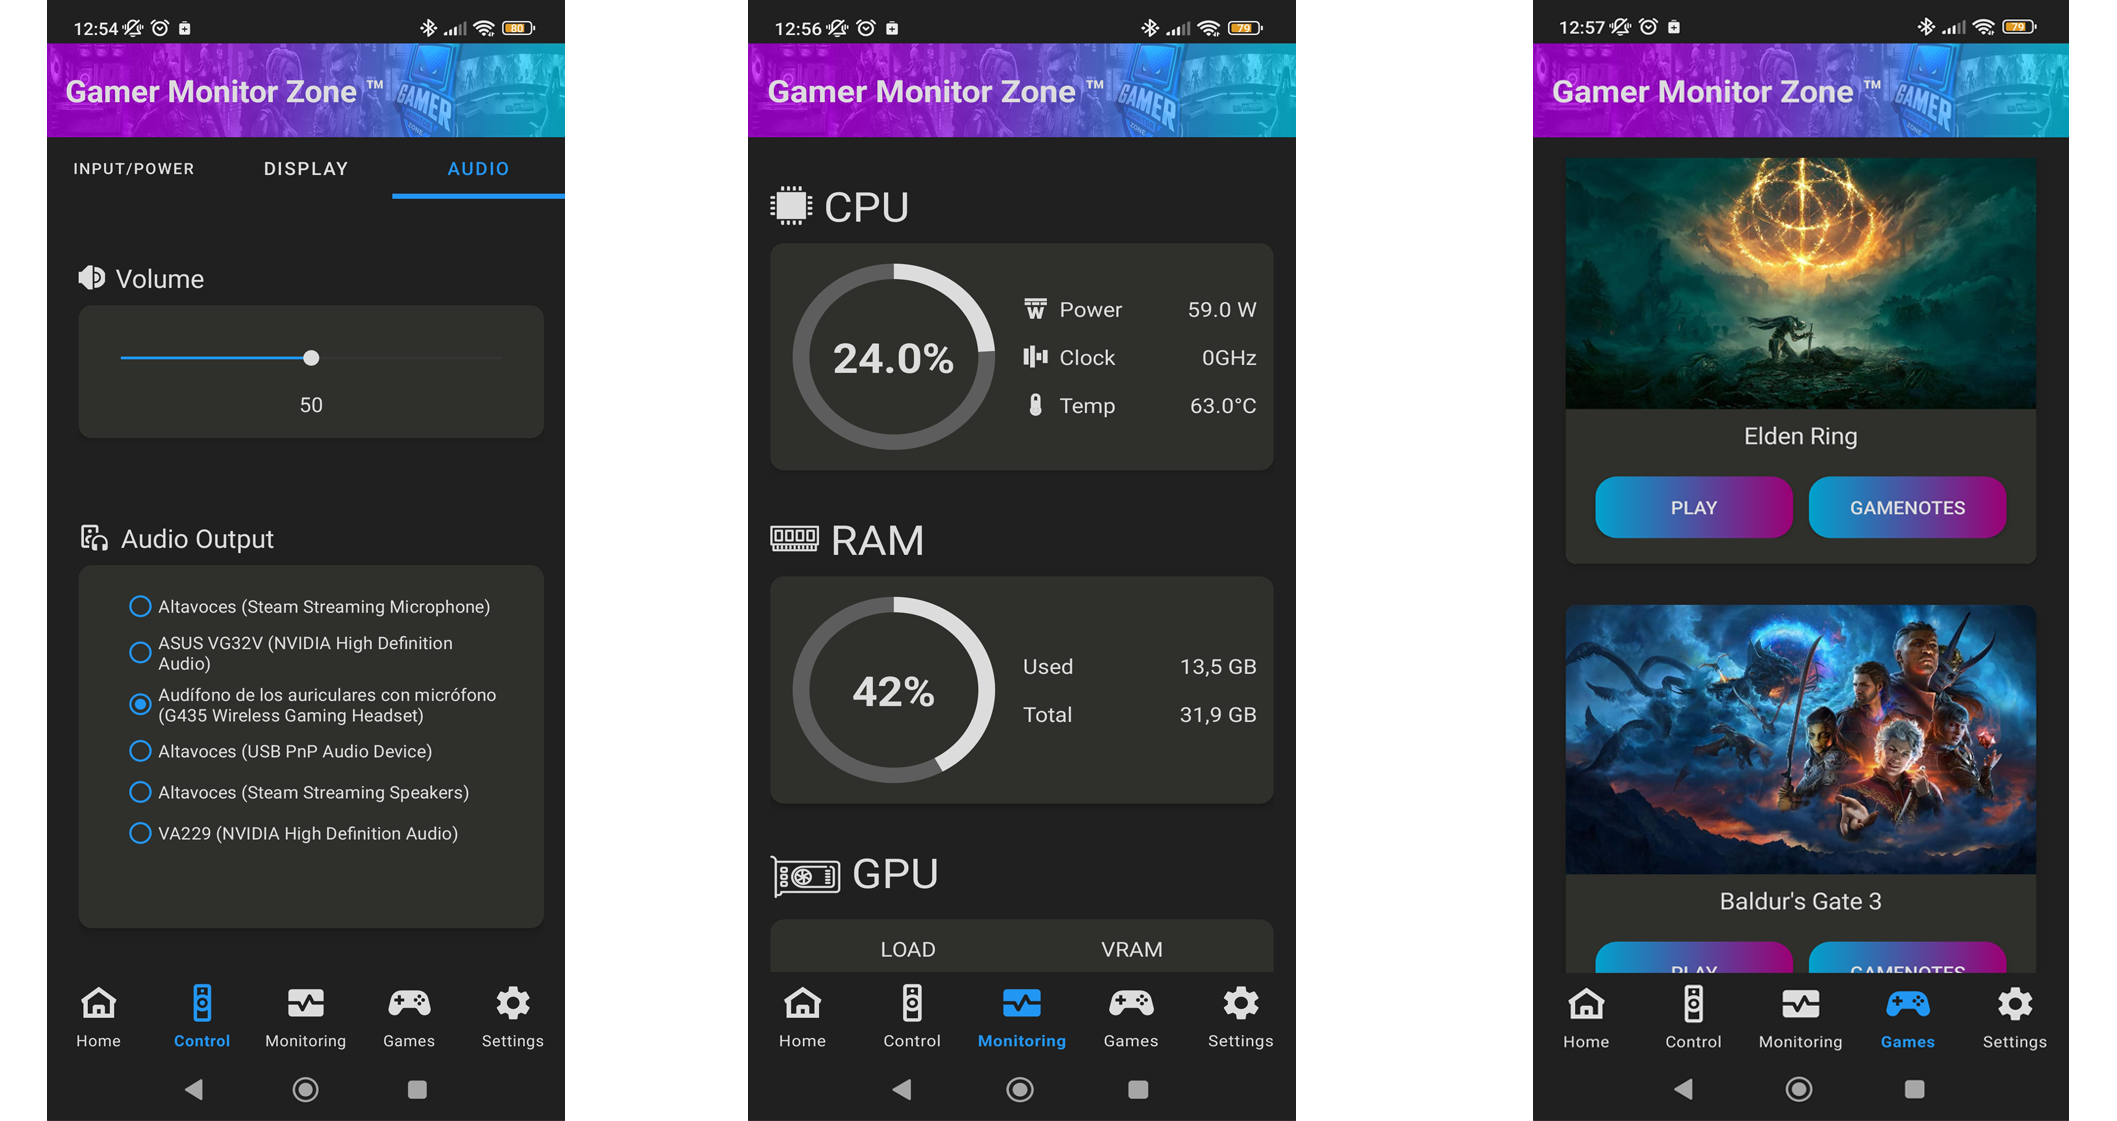 12:54
80
Gamer Monitor Zone ™
GAMER
ZONE
INPUT/POWER
DISPLAY
AUDIO
Volume
50
Audio Output
Altavoces (Steam Streaming Microphone)
ASUS VG32V (NVIDIA High Definition
Audio)
Audífono de los auriculares con micrófono
(G435 Wireless Gaming Headset)
Altavoces (USB PnP Audio Device)
Altavoces (Steam Streaming Speakers)
VA229 (NVIDIA High Definition Audio)
Home
Control
Monitoring
Games
Settings
12:56
79
Gamer Monitor Zone ™
GAMER
ZONE
CPU
24.0%
Power 59.0 W
Clock 0GHz
Temp 63.0°C
RAM
42%
Used 13,5 GB
Total 31,9 GB
GPU
LOAD
VRAM
Home
Control
Monitoring
Games
Settings
12:57
79
Gamer Monitor Zone ™
GAMER
ZONE
Elden Ring
PLAY
GAMENOTES
Baldur's Gate 3
PLAY
GAMENOTES
Home
Control
Monitoring
Games
Settings